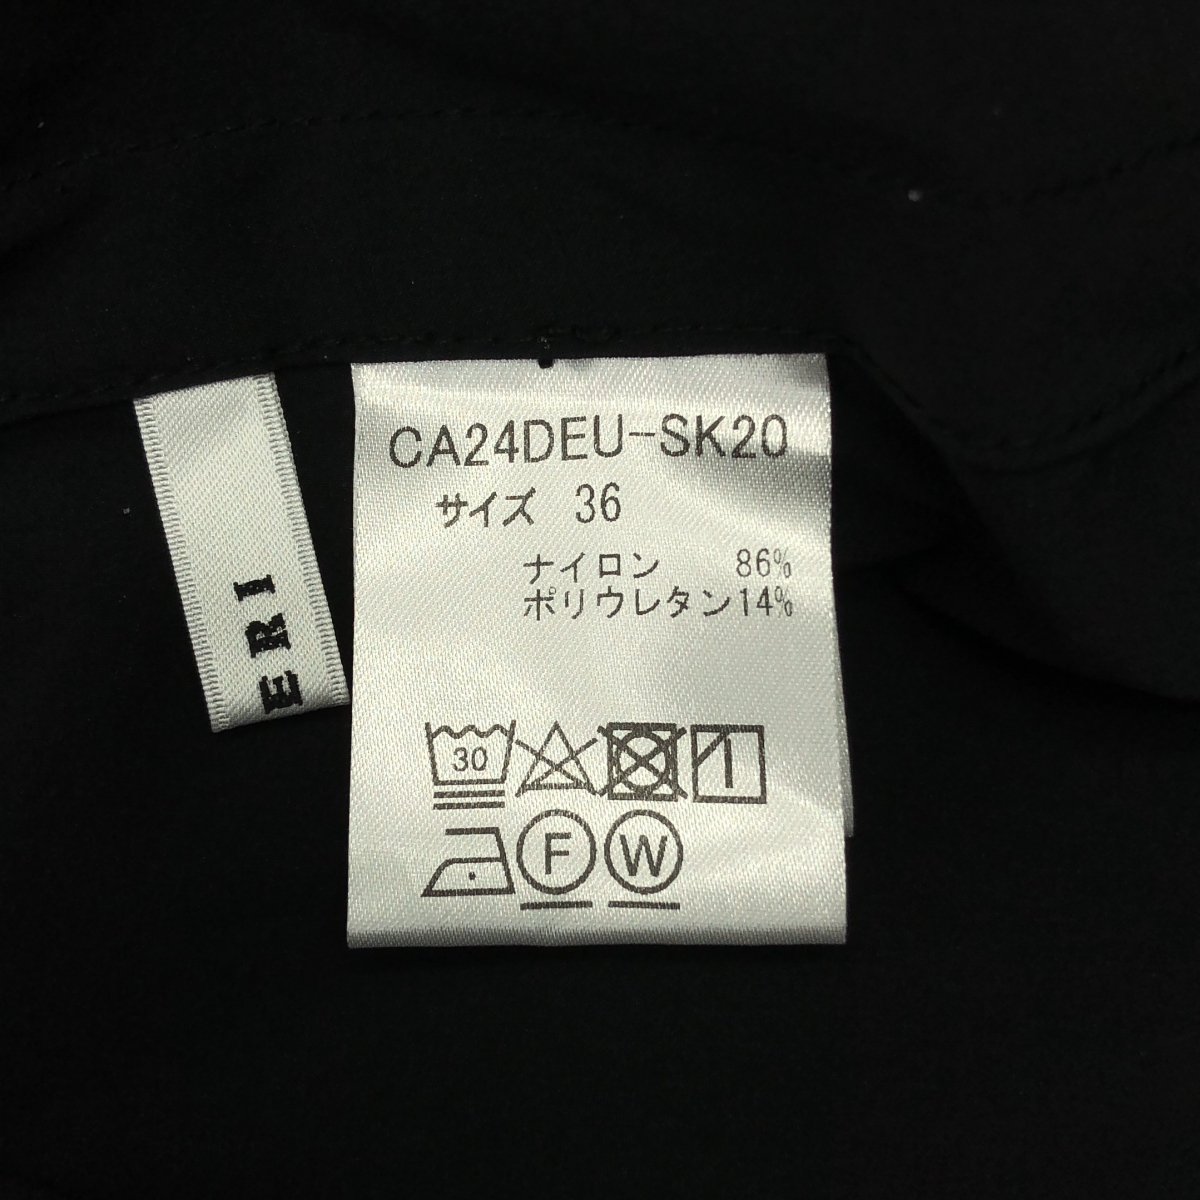 CA24DEU-SK20
サイズ 36
ナイロン 86%
ポリウレタン14%
30
F W
ERI